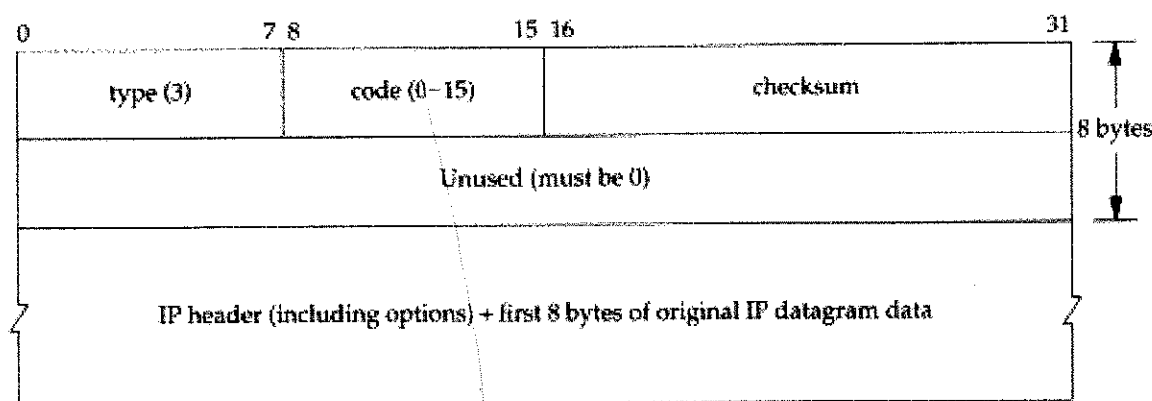 0 7 8 15 16 31
type (3) code (0-15) checksum
8 bytes
Unused (must be 0)
IP header (including options) + first 8 bytes of original IP datagram data